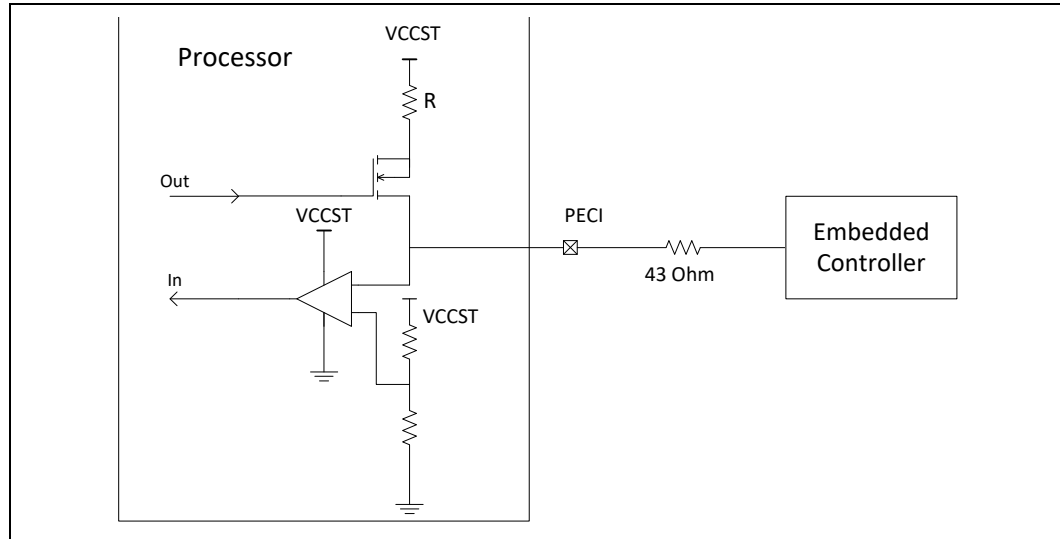 VCCST
Processor
R
Out
VCCST
PECI
Embedded
Controller
In
43 Ohm
VCCST